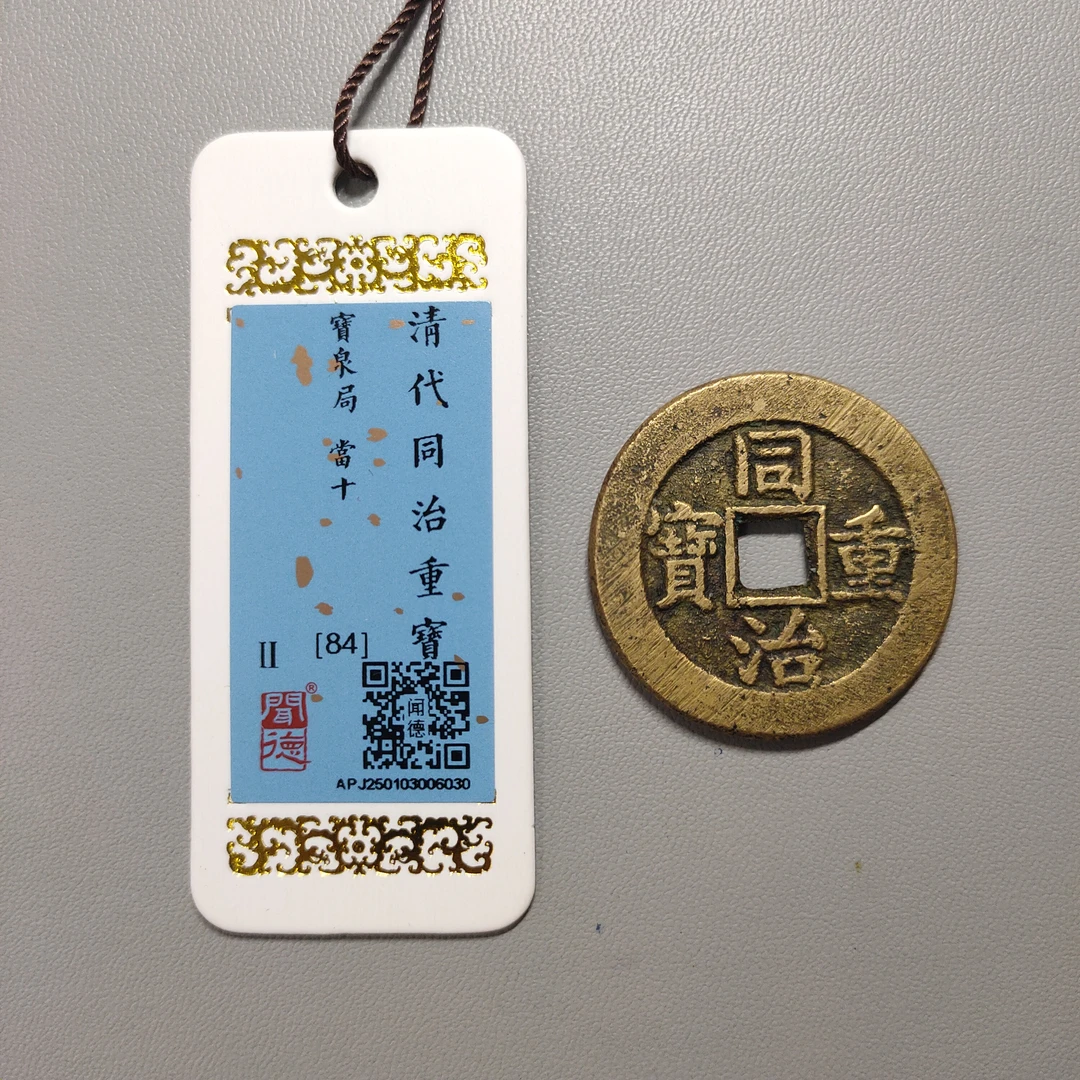 清代同治重寶
寶泉局 當十
II [84]
聞德®
闻德
APJ250103006030
同治重寶